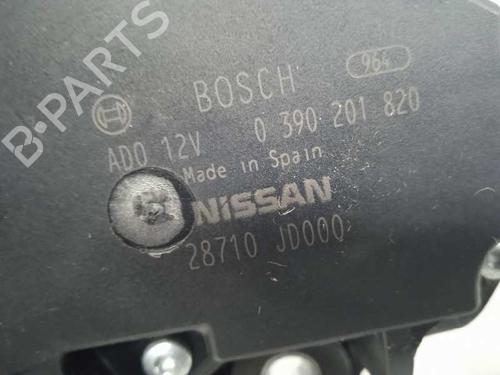 964
BOSCH
AD0 12V 0 390 201 820
Made in Spain
NISSAN
28710 JD000
B-PARTS